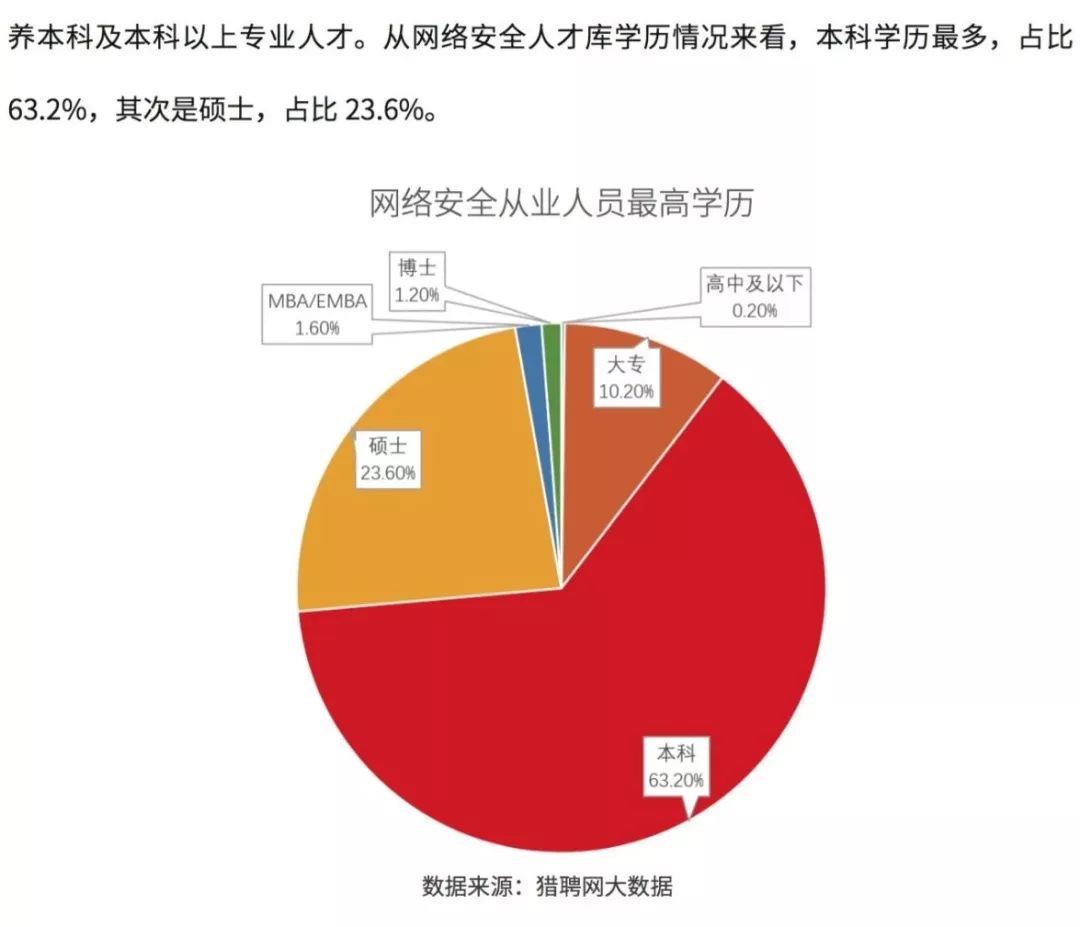 养本科及本科以上专业人才。从网络安全人才库学历情况来看，本科学历最多，占比
63.2%，其次是硕士，占比 23.6%。
网络安全从业人员最高学历
博士
1.20%
高中及以下
0.20%
MBA/EMBA
1.60%
大专
10.20%
硕士
23.60%
本科
63.20%
数据来源：猎聘网大数据